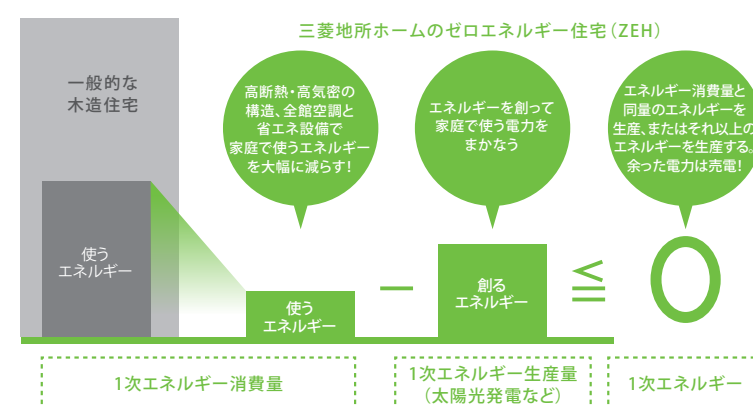 三菱地所ホームのゼロエネルギー住宅(ZEH)
一般的な
木造住宅
高断熱・高気密の
構造、全館空調と
省エネ設備で
家庭で使うエネルギー
を大幅に減らす!
エネルギーを創って
家庭で使う電力を
まかなう
エネルギー消費量と
同量のエネルギーを
生産、またはそれ以上の
エネルギーを生産する。
余った電力は売電!
使う
エネルギー
使う
エネルギー
－
創る
エネルギー
≦
0
1次エネルギー消費量
1次エネルギー生産量
(太陽光発電など)
1次エネルギー